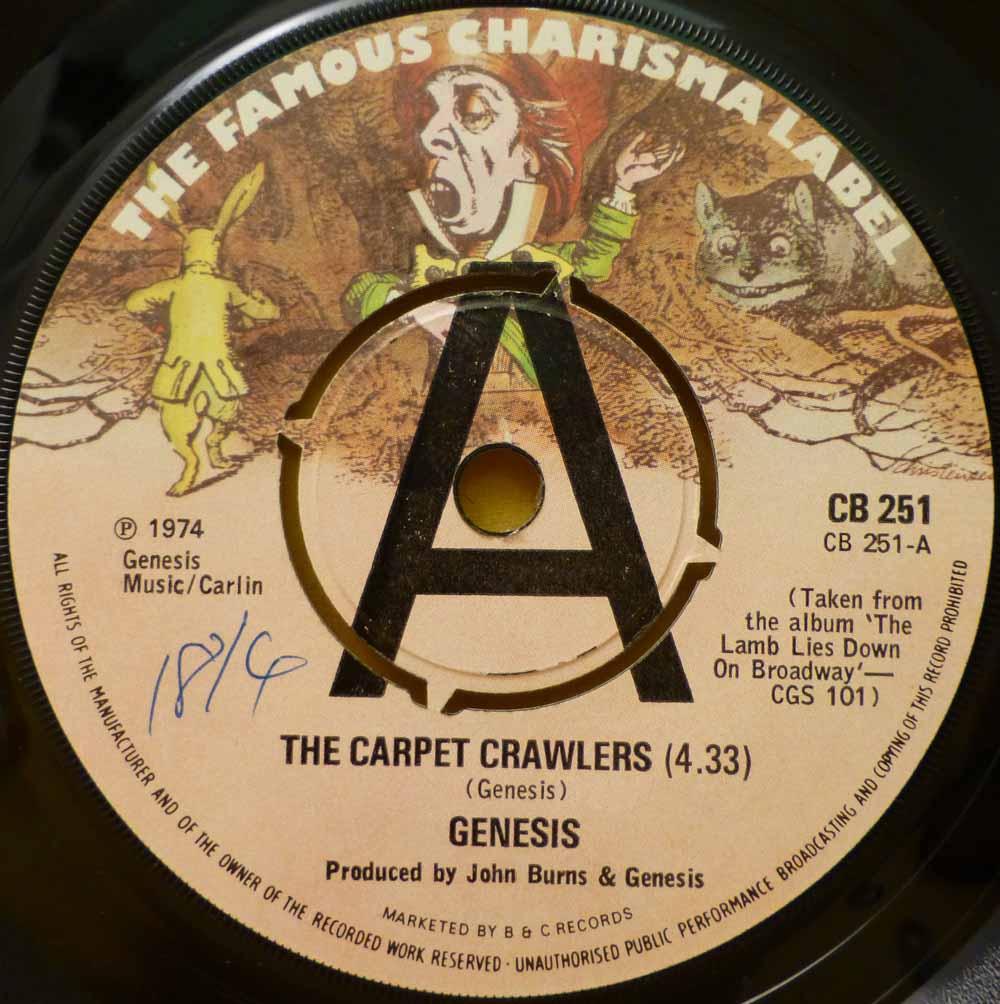 THE FAMOUS CHARISMA LABEL
A
℗ 1974
Genesis
Music/Carlin
CB 251
CB 251-A
(Taken from
the album 'The
Lamb Lies Down
On Broadway'—
CGS 101)
18/4
THE CARPET CRAWLERS (4.33)
(Genesis)
GENESIS
Produced by John Burns & Genesis
MARKETED BY B & C RECORDS
ALL RIGHTS OF THE MANUFACTURER AND OF THE OWNER OF THE RECORDED WORK RESERVED · UNAUTHORISED PUBLIC PERFORMANCE BROADCASTING AND COPYING OF THIS RECORD PROHIBITED